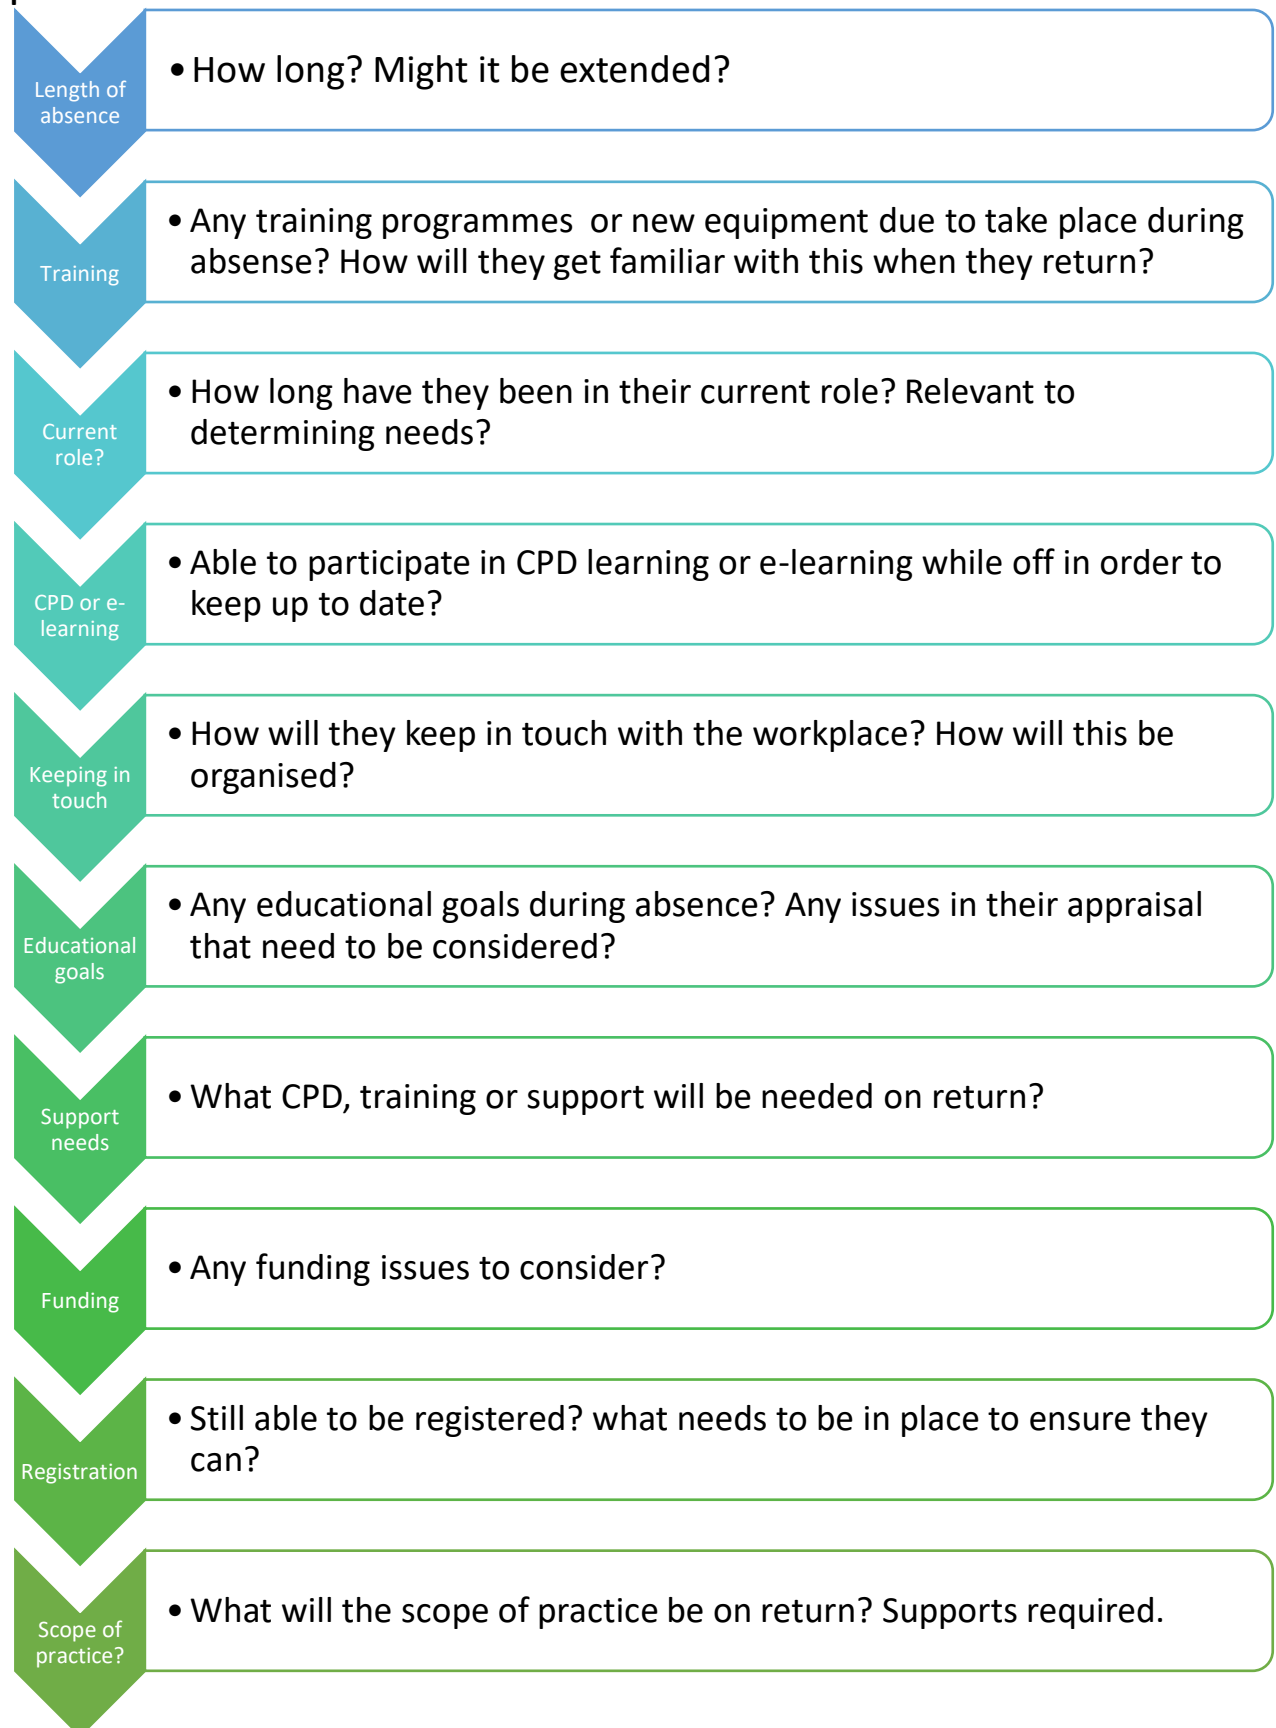 Length of
absence
• How long? Might it be extended?
Training
• Any training programmes  or new equipment due to take place during
absense? How will they get familiar with this when they return?
Current
role?
• How long have they been in their current role? Relevant to
determining needs?
CPD or e-
learning
• Able to participate in CPD learning or e-learning while off in order to
keep up to date?
Keeping in
touch
• How will they keep in touch with the workplace? How will this be
organised?
Educational
goals
• Any educational goals during absence? Any issues in their appraisal
that need to be considered?
Support
needs
• What CPD, training or support will be needed on return?
Funding
• Any funding issues to consider?
Registration
• Still able to be registered? what needs to be in place to ensure they
can?
Scope of
practice?
• What will the scope of practice be on return? Supports required.